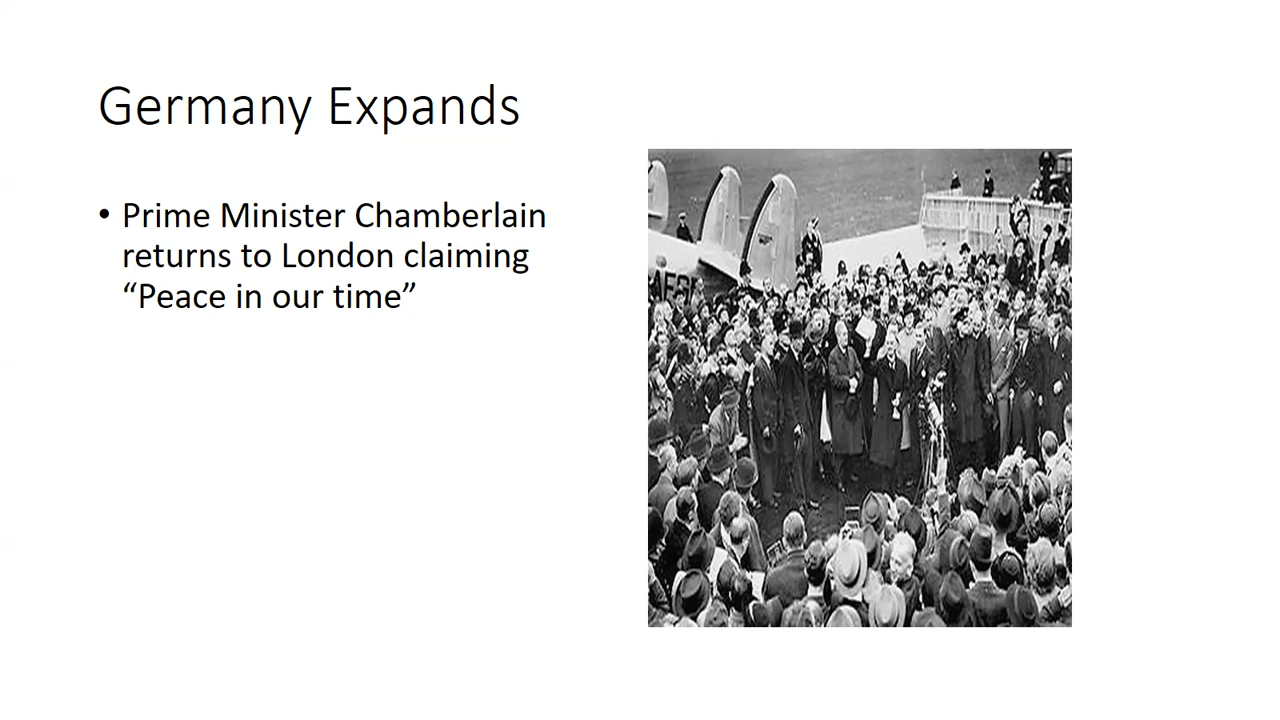 Germany Expands
• Prime Minister Chamberlain
returns to London claiming
“Peace in our time”